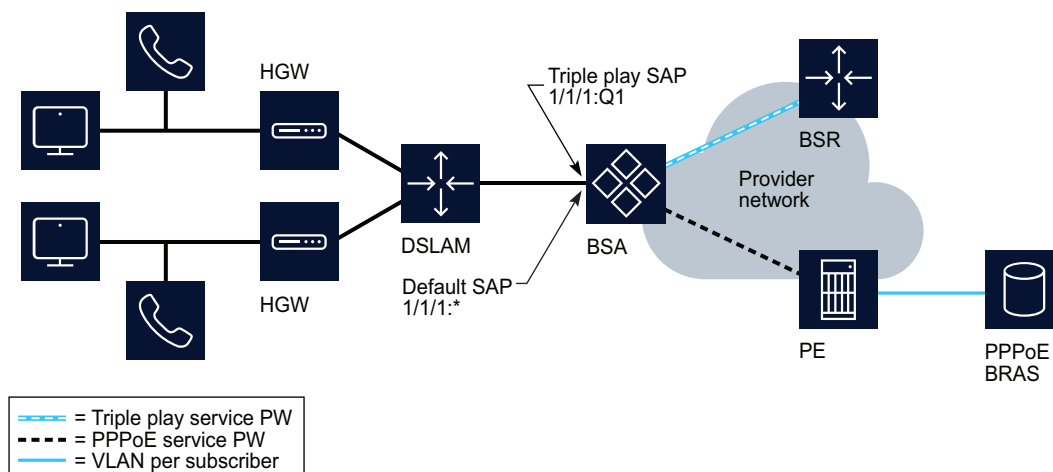 HGW
Triple play SAP
1/1/1:Q1
BSR
Provider
network
DSLAM
BSA
Default SAP
1/1/1:*
HGW
PE
PPPoE
BRAS
= Triple play service PW
= PPPoE service PW
= VLAN per subscriber